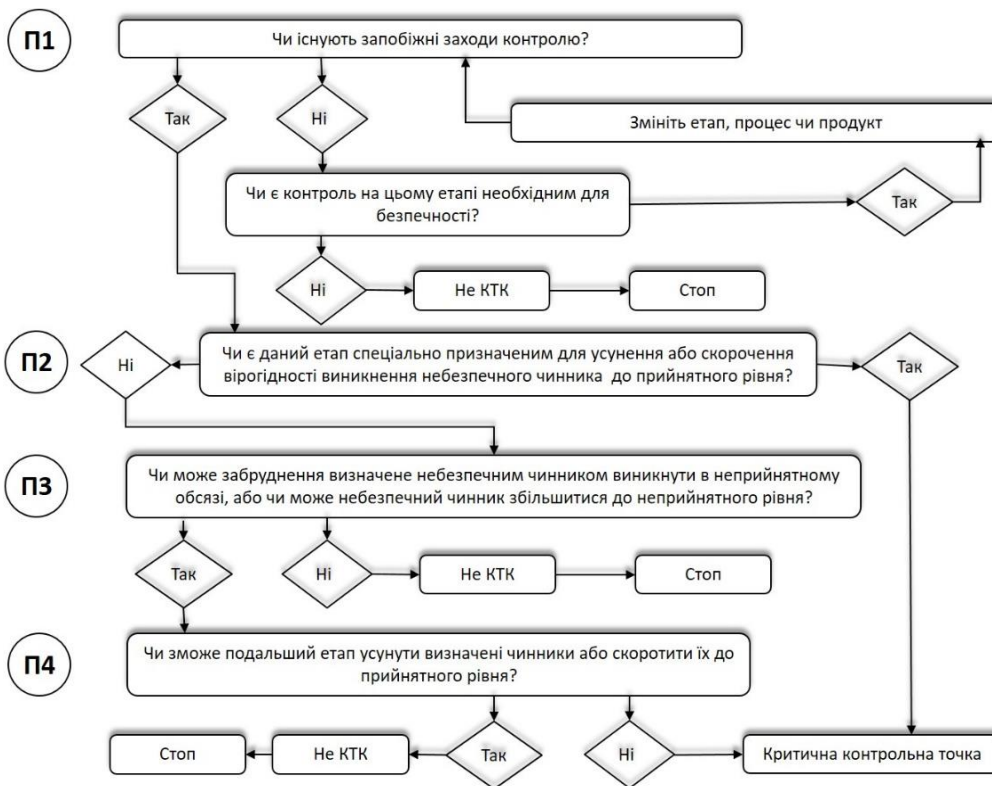 П1
Чи існують запобіжні заходи контролю?
Так
Ні
Змініть етап, процес чи продукт
Чи є контроль на цьому етапі необхідним для
безпечності?
Так
Ні
Не КТК
Стоп
П2
Ні
Чи є даний етап спеціально призначеним для усунення або скорочення
вірогідності виникнення небезпечного чинника до прийнятного рівня?
Так
П3
Чи може забруднення визначене небезпечним чинником виникнути в неприйнятному
обсязі, або чи може небезпечний чинник збільшитися до неприйнятного рівня?
Так
Ні
Не КТК
Стоп
П4
Чи зможе подальший етап усунути визначені чинники або скоротити їх до
прийнятного рівня?
Стоп
Не КТК
Так
Ні
Критична контрольна точка